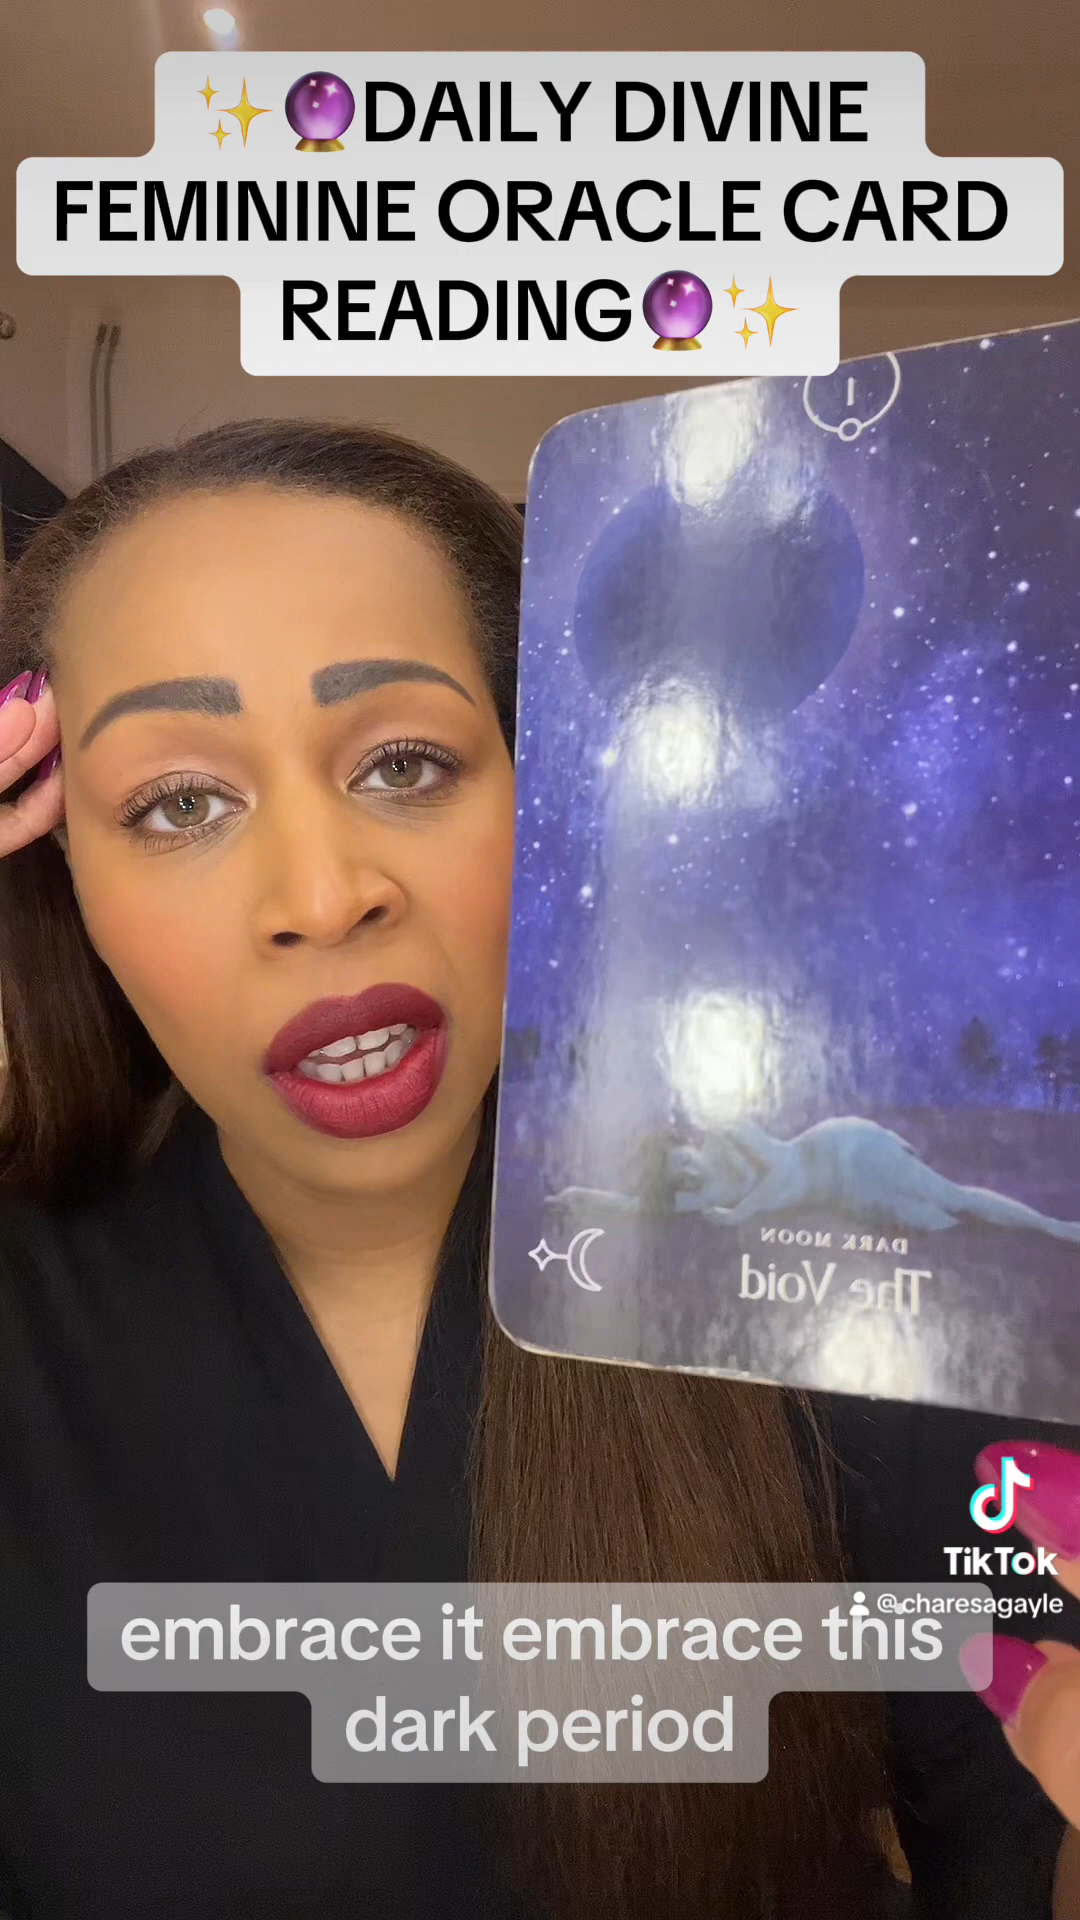 ✨🔮DAILY DIVINE
FEMININE ORACLE CARD
READING🔮✨
I
DARK MOON
The Void
TikTok
@charesagayle
embrace it embrace this
dark period